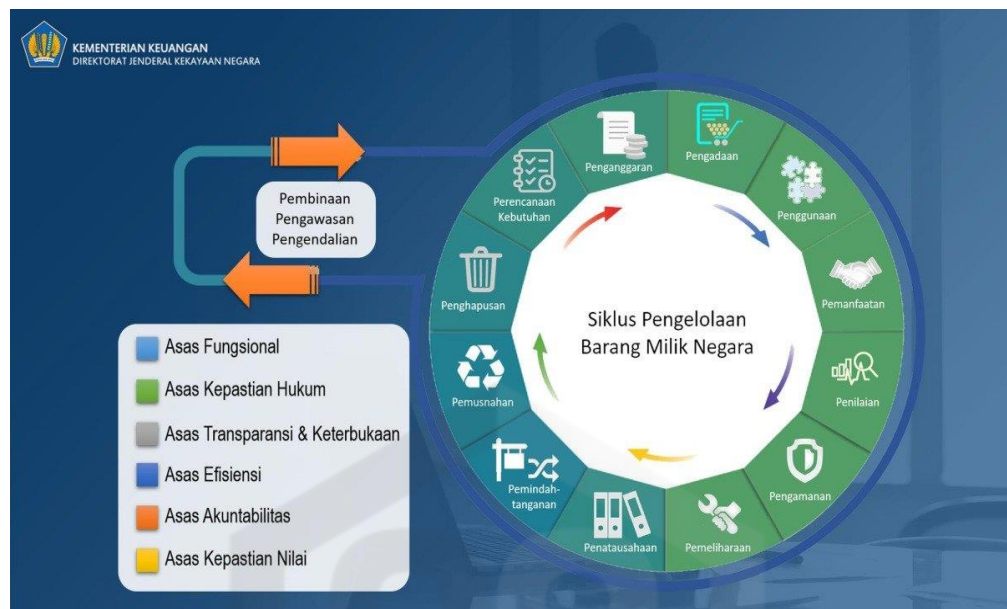 KEMENTERIAN KEUANGAN
DIREKTORAT JENDERAL KEKAYAAN NEGARA
Pembinaan
Pengawasan
Pengendalian
Perencanaan
Kebutuhan
Penganggaran
Pengadaan
Penggunaan
Pemanfaatan
Penilaian
Pengamanan
Pemeliharaan
Penatausahaan
Pemindah-
tanganan
Pemusnahan
Penghapusan
Siklus Pengelolaan
Barang Milik Negara
Asas Fungsional
Asas Kepastian Hukum
Asas Transparansi & Keterbukaan
Asas Efisiensi
Asas Akuntabilitas
Asas Kepastian Nilai